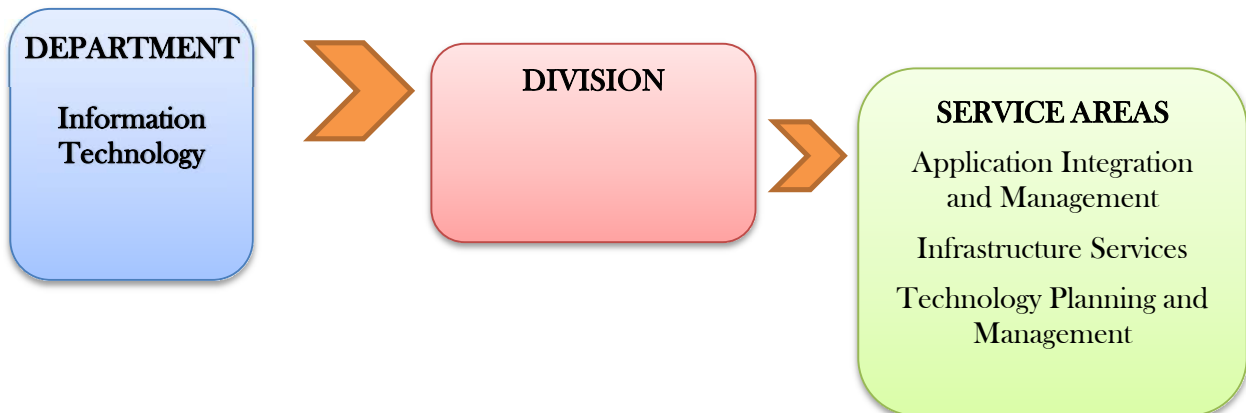 DEPARTMENT
Information
Technology
DIVISION
SERVICE AREAS
Application Integration
and Management
Infrastructure Services
Technology Planning and
Management